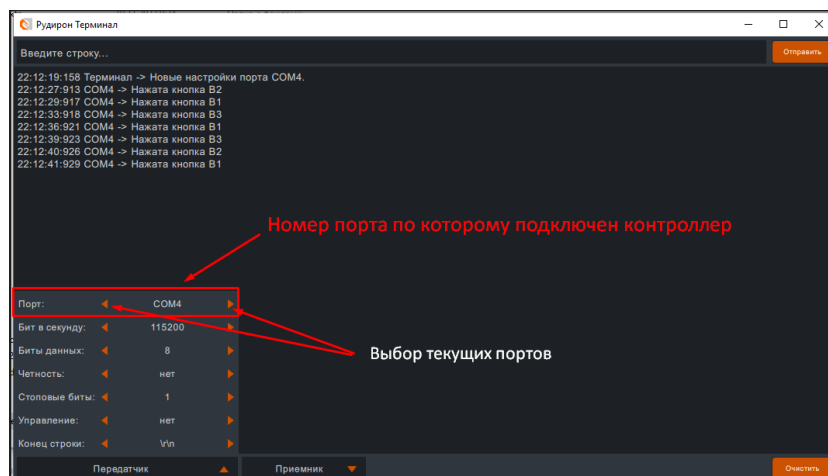 Рудирон Терминал
Введите строку...
Отправить
22:12:19:158 Терминал -> Новые настройки порта COM4.
22:12:27:913 COM4 -> Нажата кнопка B2
22:12:29:917 COM4 -> Нажата кнопка B1
22:12:33:918 COM4 -> Нажата кнопка B3
22:12:36:921 COM4 -> Нажата кнопка B1
22:12:39:923 COM4 -> Нажата кнопка B3
22:12:40:926 COM4 -> Нажата кнопка B2
22:12:41:929 COM4 -> Нажата кнопка B1
Номер порта по которому подключен контроллер
Порт: COM4
Бит в секунду: 115200
Биты данных: 8
Выбор текущих портов
Четность: нет
Стоповые биты: 1
Управление: нет
Конец строки: \r\n
Передатчик
Приемник
Очистить